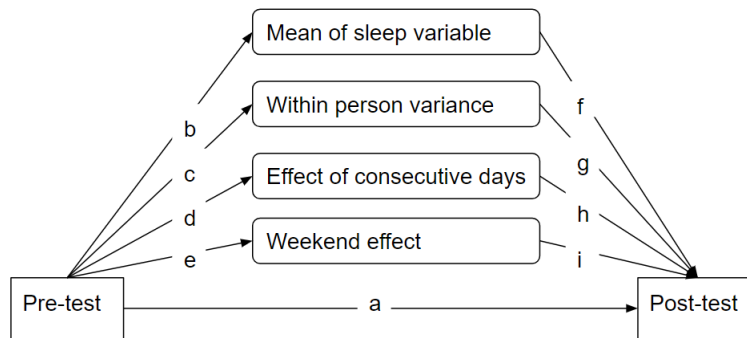 Mean of sleep variable
b
f
Within person variance
c
g
Effect of consecutive days
d
h
Weekend effect
e
i
Pre-test
a
Post-test